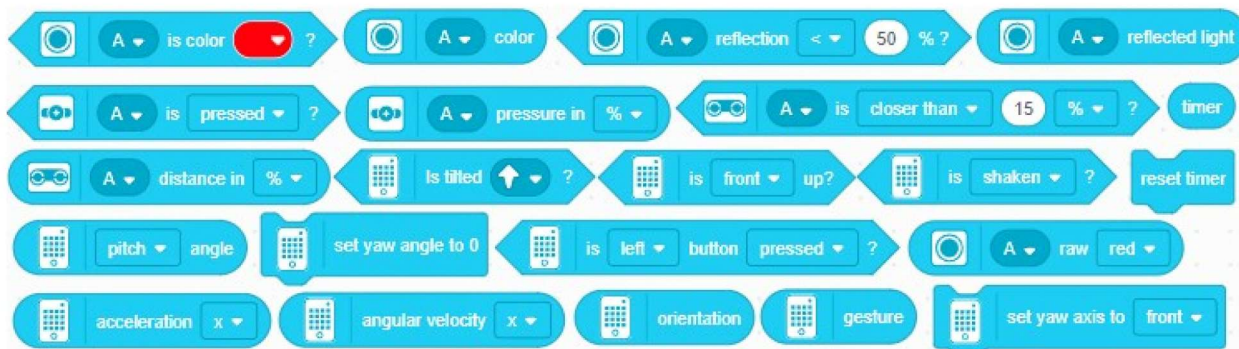 A is color ? A color A reflection < 50 % ? A reflected light
A is pressed ? A pressure in % A is closer than 15 % ? timer
A distance in % Is tilted ? is front up? is shaken ? reset timer
pitch angle set yaw angle to 0 is left button pressed ? A raw red
acceleration x angular velocity x orientation gesture set yaw axis to front